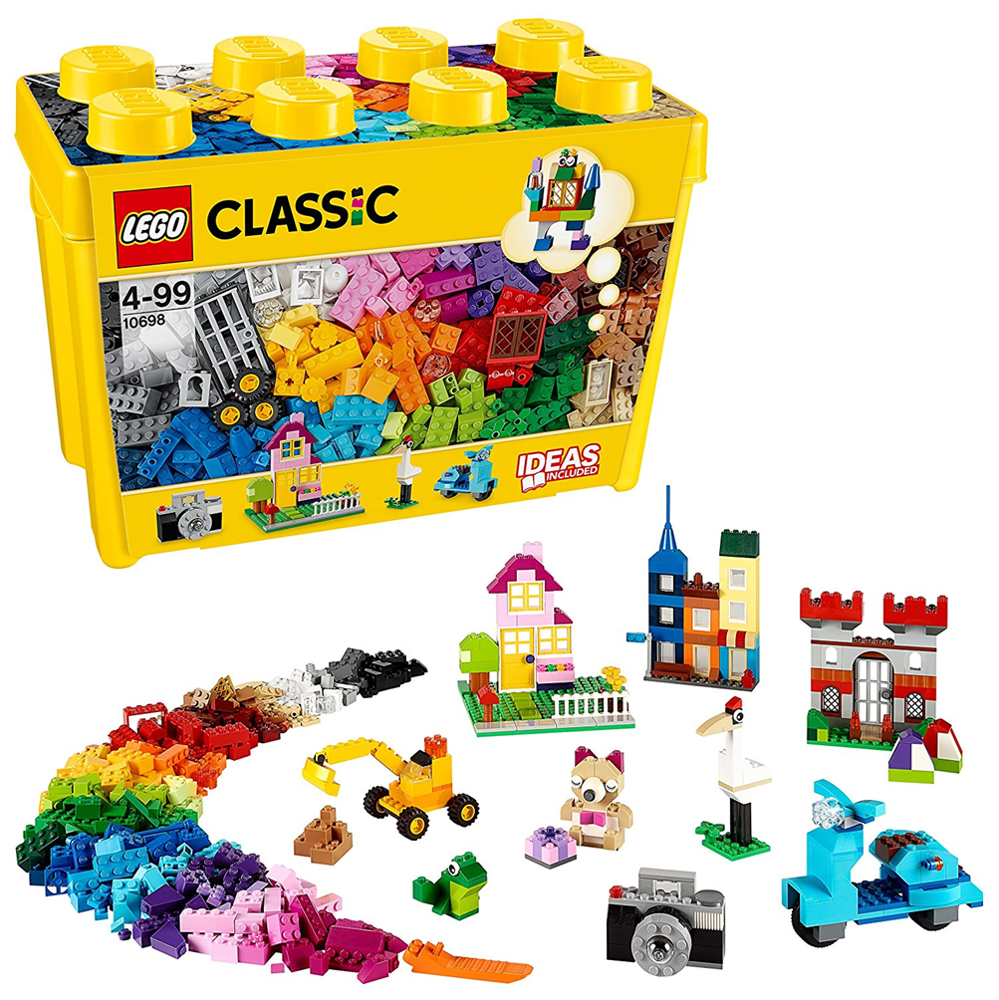 LEGO
CLASSIC
4-99
10698
IDEAS
INCLUDED